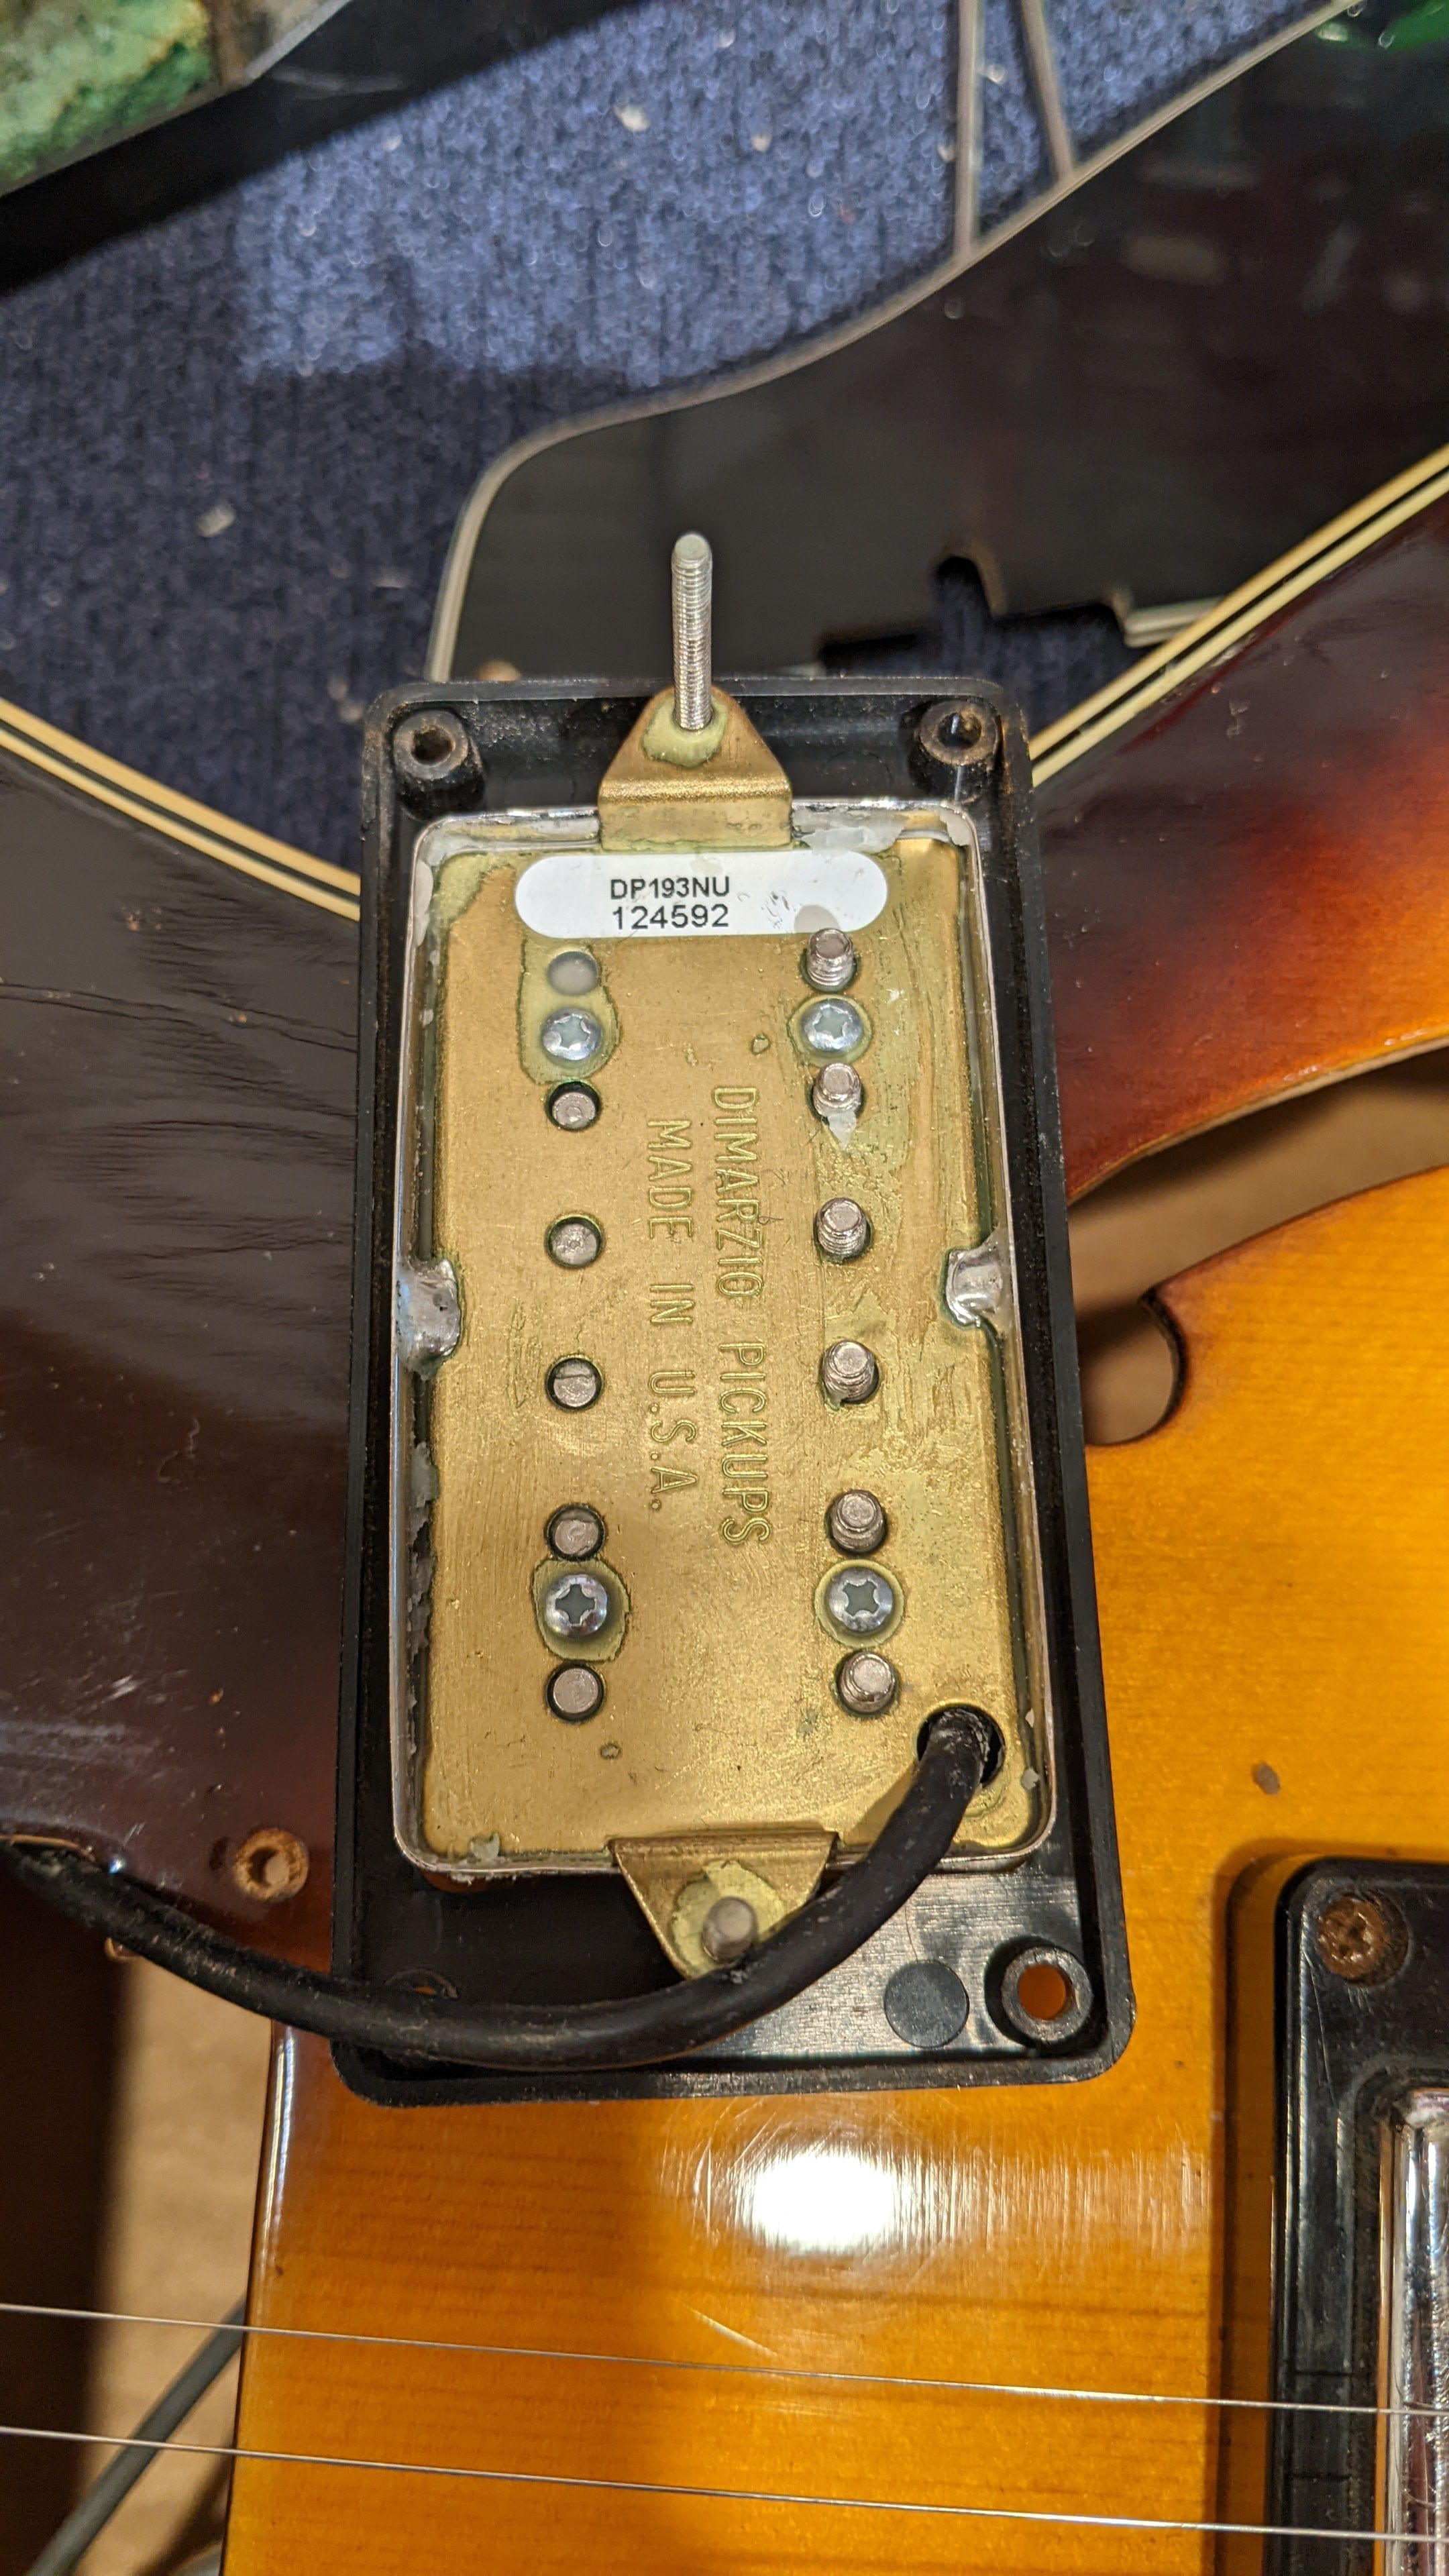 DP193NU
124592
DIMARZIO PICKUPS
MADE IN U.S.A.